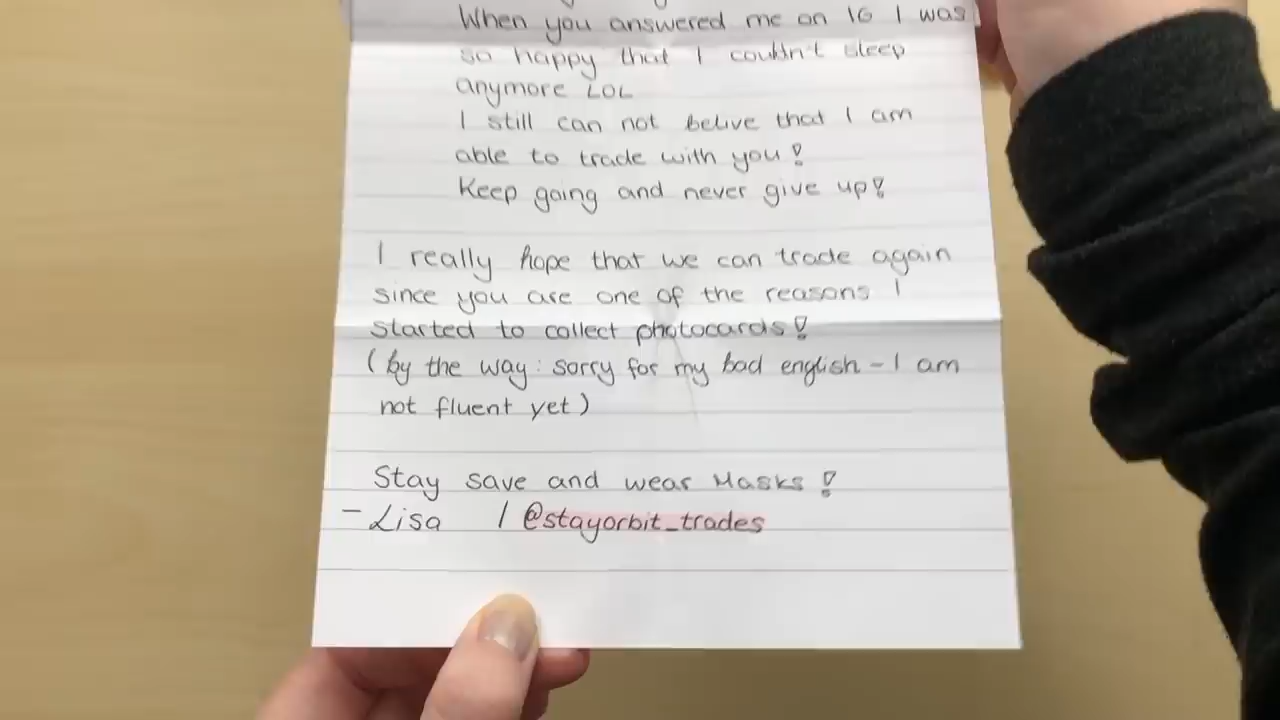 When you answered me on IG I was
so happy that I couldn't sleep
anymore LOL
I still can not belive that I am
able to trade with you!
Keep going and never give up!
I really hope that we can trade again
since you are one of the reasons I
started to collect photocards!
(by the way: sorry for my bad english - I am
not fluent yet)
Stay save and wear Masks!
- Lisa / @stayorbit_trades